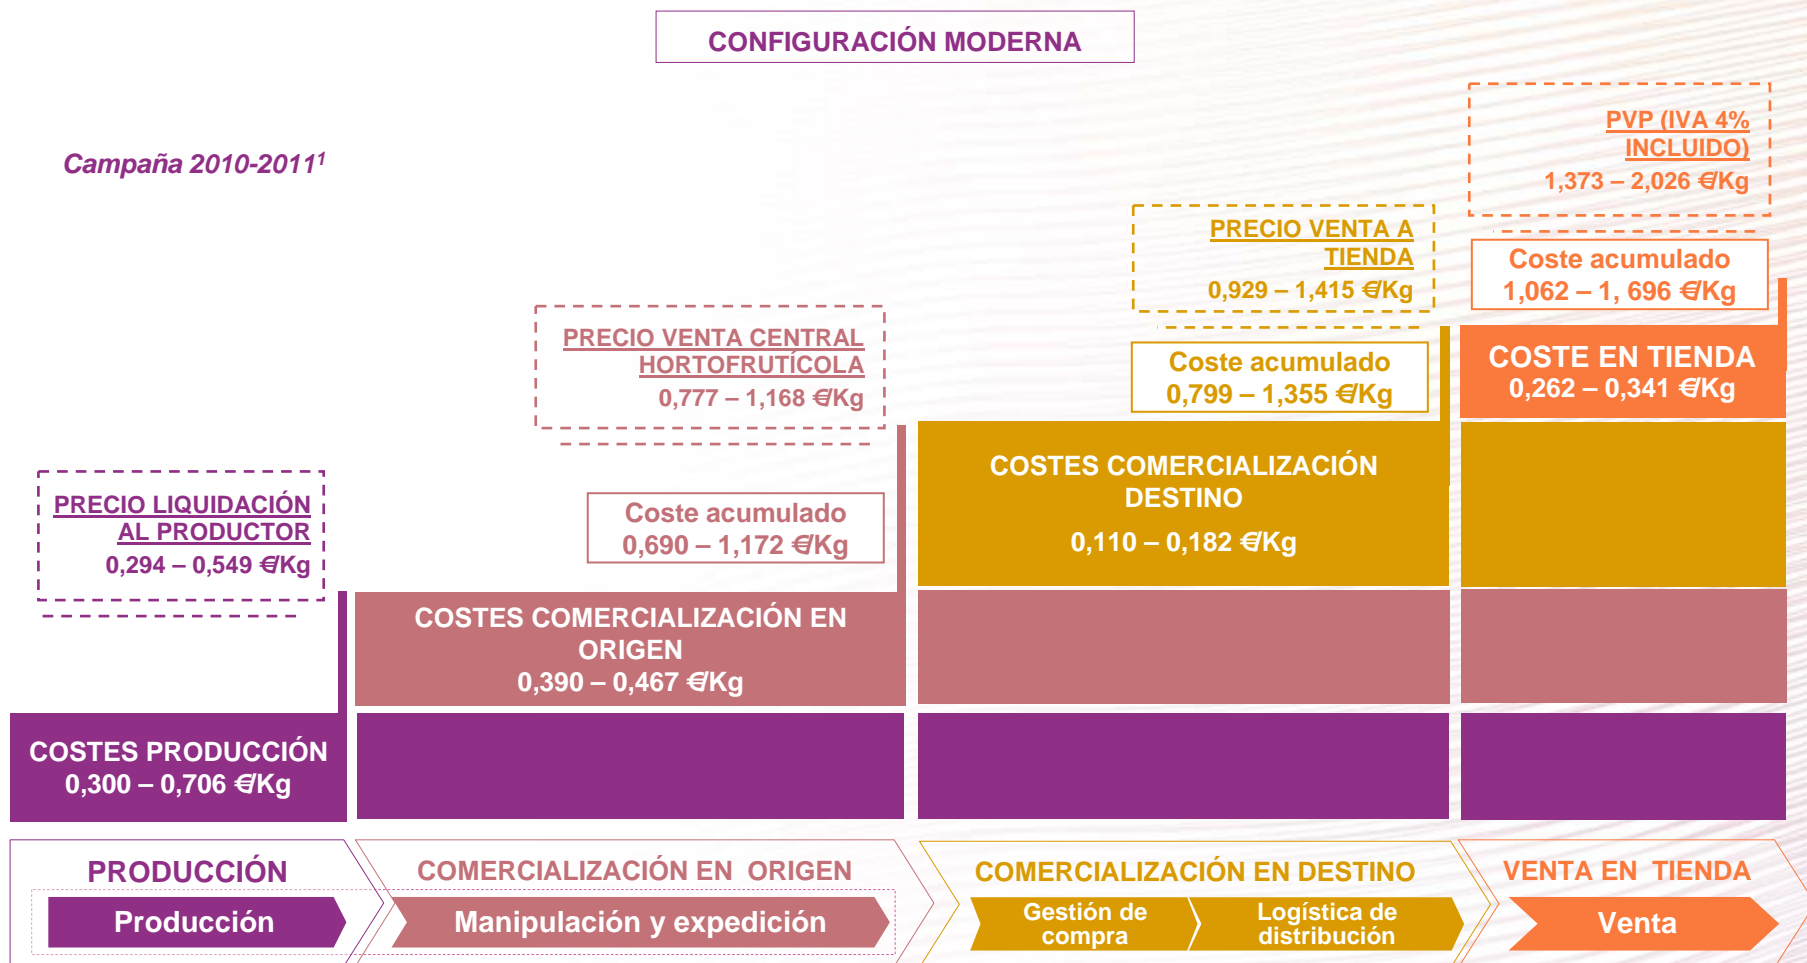 CONFIGURACIÓN MODERNA
Campaña 2010-2011¹
PVP (IVA 4%
INCLUIDO)
1,373 – 2,026 €/Kg
Coste acumulado
1,062 – 1, 696 €/Kg
COSTE EN TIENDA
0,262 – 0,341 €/Kg
PRECIO VENTA A
TIENDA
0,929 – 1,415 €/Kg
Coste acumulado
0,799 – 1,355 €/Kg
COSTES COMERCIALIZACIÓN
DESTINO
0,110 – 0,182 €/Kg
PRECIO VENTA CENTRAL
HORTOFRUTÍCOLA
0,777 – 1,168 €/Kg
Coste acumulado
0,690 – 1,172 €/Kg
COSTES COMERCIALIZACIÓN EN
ORIGEN
0,390 – 0,467 €/Kg
PRECIO LIQUIDACIÓN
AL PRODUCTOR
0,294 – 0,549 €/Kg
COSTES PRODUCCIÓN
0,300 – 0,706 €/Kg
PRODUCCIÓN
Producción
COMERCIALIZACIÓN EN ORIGEN
Manipulación y expedición
COMERCIALIZACIÓN EN DESTINO
Gestión de
compra
Logística de
distribución
VENTA EN TIENDA
Venta